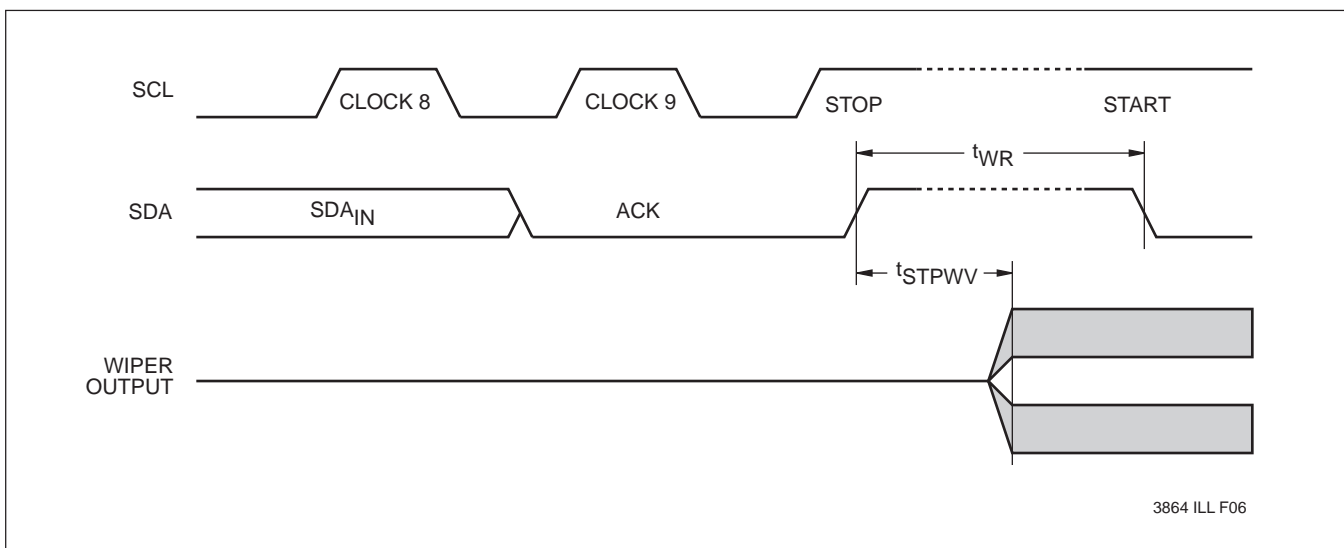 SCL
CLOCK 8
CLOCK 9
STOP
START
tWR
SDA
SDAIN
ACK
tSTPWV
WIPER
OUTPUT
3864 ILL F06